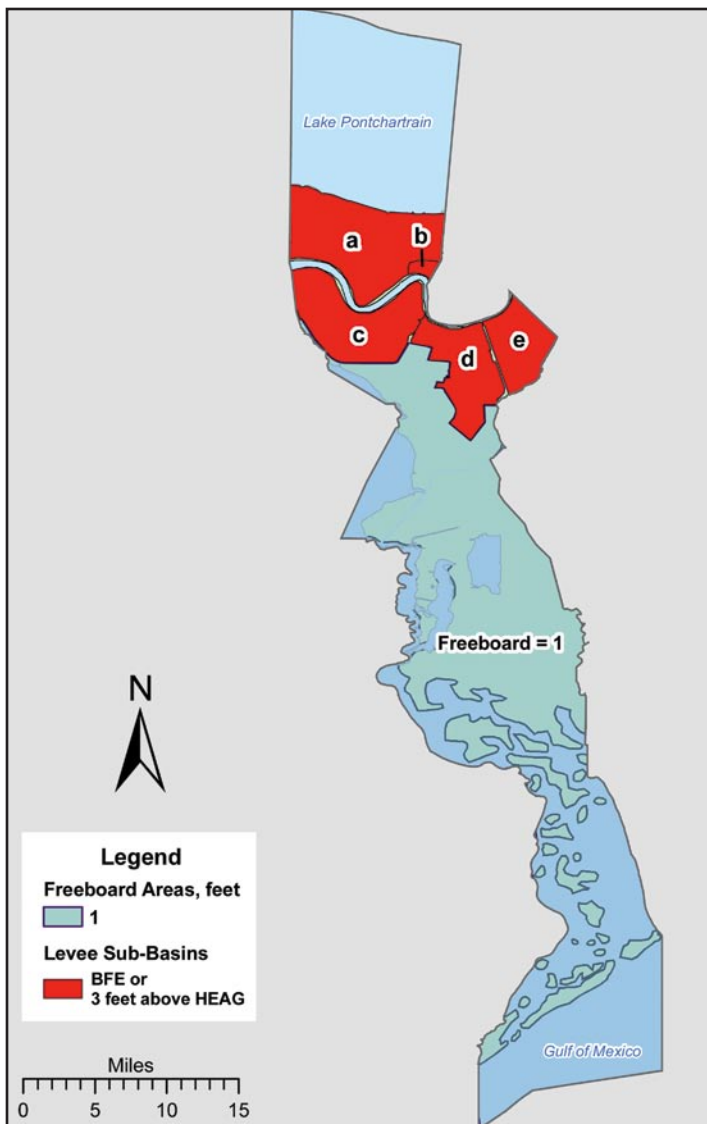 Lake Pontchartrain
a
b
c
d
e
Freeboard = 1
N
Legend
Freeboard Areas, feet
1
Levee Sub-Basins
BFE or
3 feet above HEAG
Miles
0 5 10 15
Gulf of Mexico